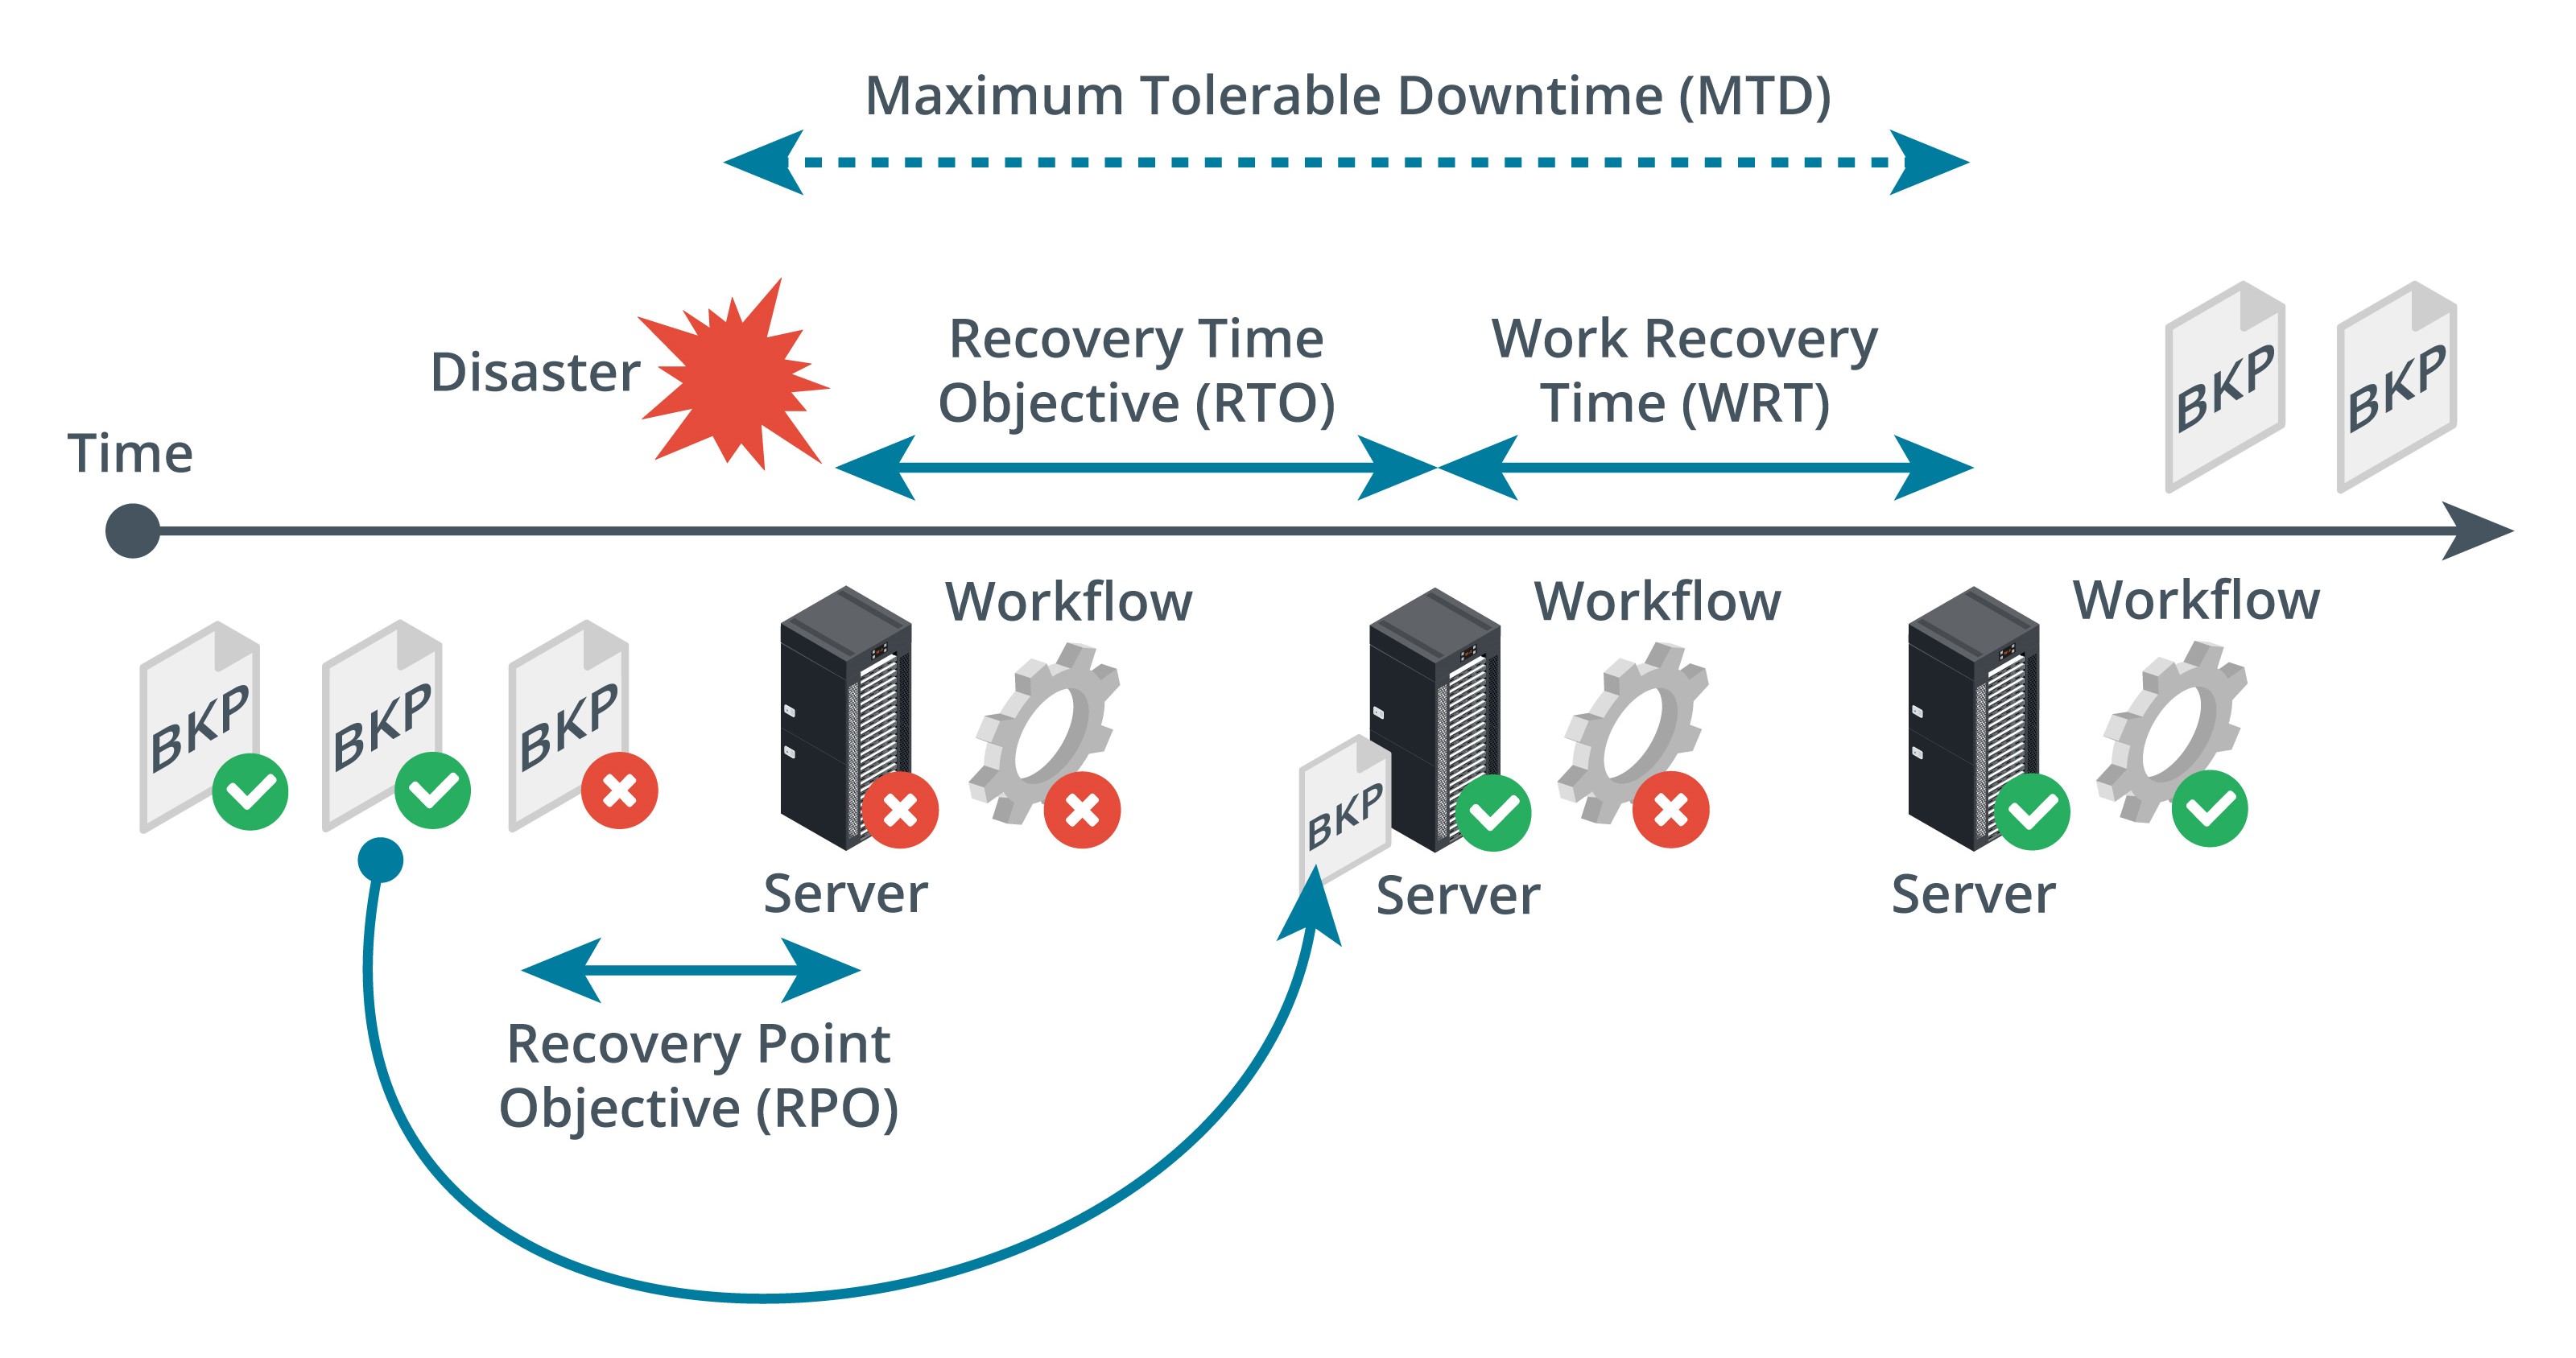 Maximum Tolerable Downtime (MTD)
Disaster
Recovery Time
Objective (RTO)
Work Recovery
Time (WRT)
BKP
BKP
Time
Workflow
Workflow
Workflow
BKP
BKP
BKP
BKP
Server
Server
Server
Recovery Point
Objective (RPO)